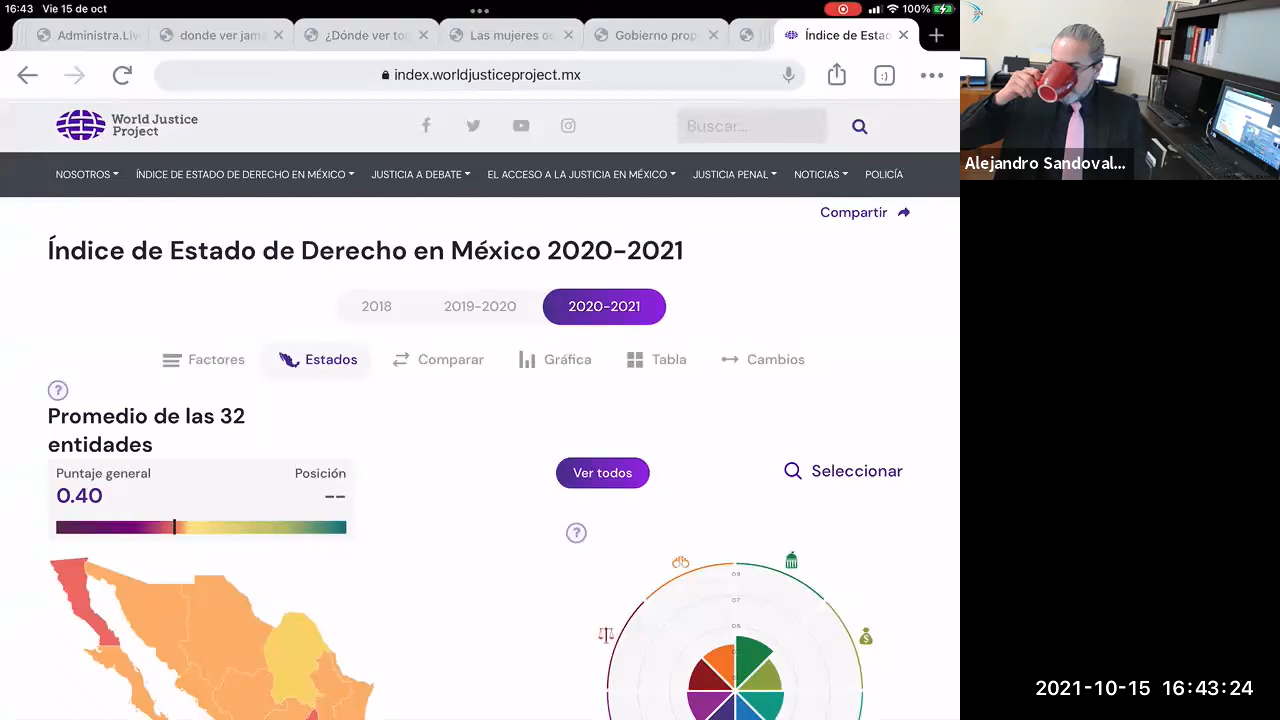 16:43 Vie 15 de oct
100%
Administra.Liv
donde ver jam
¿Dónde ver to
Las mujeres
Gobierno prop
Índice de Esta
index.worldjusticeproject.mx
World Justice
Project
Buscar...
NOSOTROS
ÍNDICE DE ESTADO DE DERECHO EN MÉXICO
JUSTICIA A DEBATE
EL ACCESO A LA JUSTICIA EN MÉXICO
JUSTICIA PENAL
NOTICIAS
POLICÍA
Compartir
Índice de Estado de Derecho en México 2020-2021
2018
2019-2020
2020-2021
Factores
Estados
Comparar
Gráfica
Tabla
Cambios
?
Promedio de las 32
entidades
Puntaje general
Posición
0.40
--
Ver todos
Seleccionar
?
Alejandro Sandoval...
2021-10-15 16:43:24